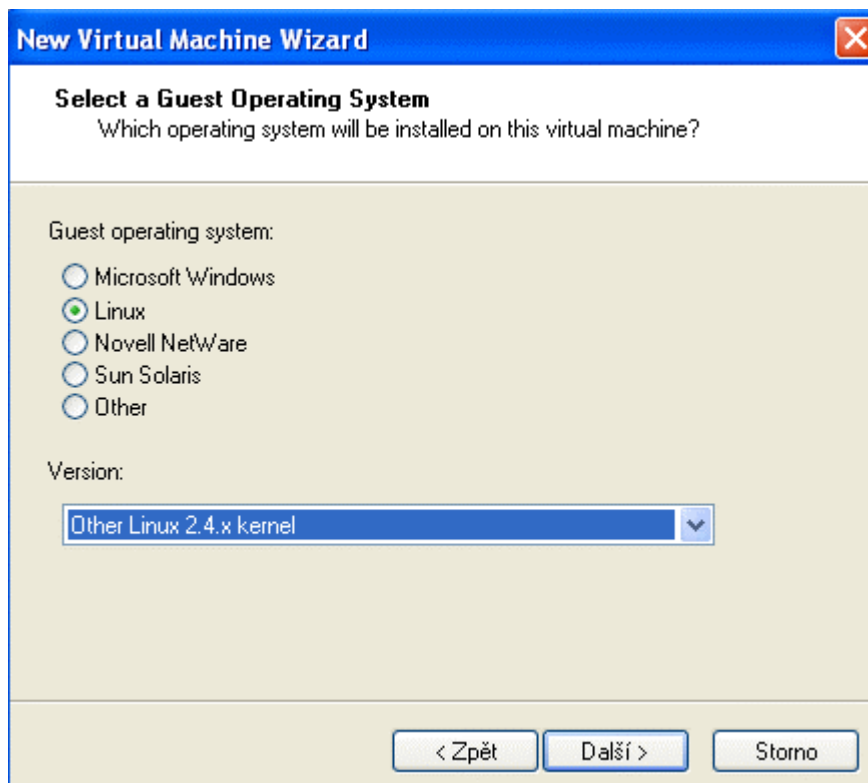 New Virtual Machine Wizard
Select a Guest Operating System
Which operating system will be installed on this virtual machine?
Guest operating system:
Microsoft Windows
Linux
Novell NetWare
Sun Solaris
Other
Version:
Other Linux 2.4.x kernel
< Zpět Další > Storno